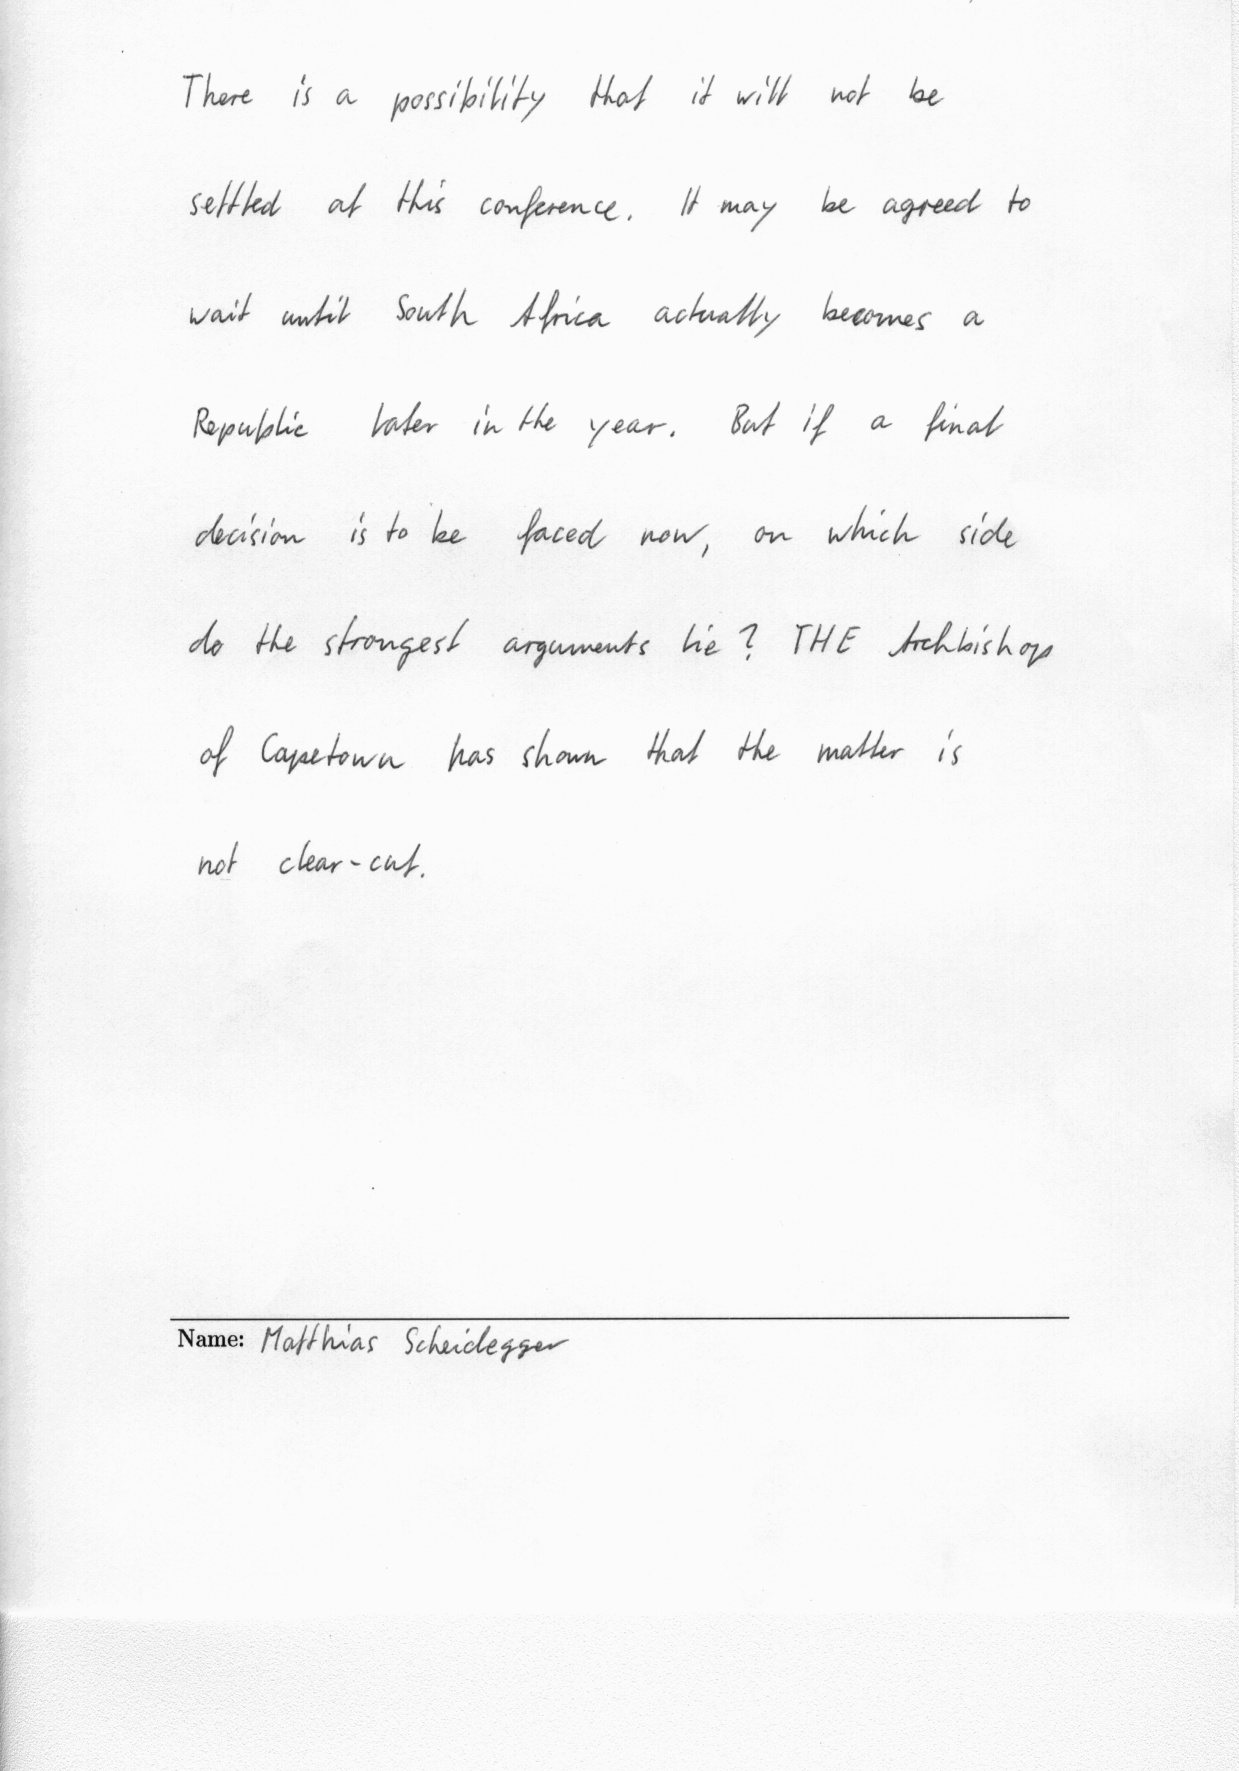 There is a possibility that it will not be
settled at this conference. It may be agreed to
wait until South Africa actually becomes a
Republic later in the year. But if a final
decision is to be faced now, on which side
do the strongest arguments lie? THE Archbishop
of Capetown has shown that the matter is
not clear-cut.
Name: Matthias Scheidegger